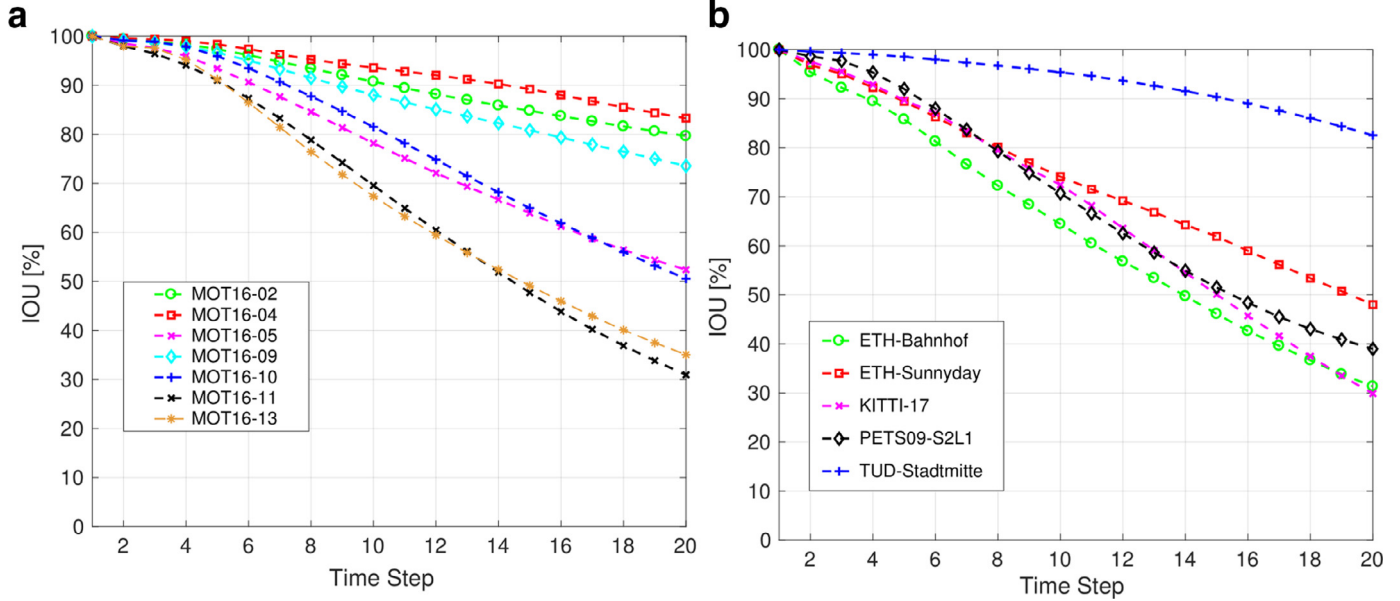 a
100
90
80
70
60
50
40
30
20
10
0
IOU [%]
MOT16-02
MOT16-04
MOT16-05
MOT16-09
MOT16-10
MOT16-11
MOT16-13
2 4 6 8 10 12 14 16 18 20
Time Step
b
100
90
80
70
60
50
40
30
20
10
0
IOU [%]
ETH-Bahnhof
ETH-Sunnyday
KITTI-17
PETS09-S2L1
TUD-Stadtmitte
2 4 6 8 10 12 14 16 18 20
Time Step